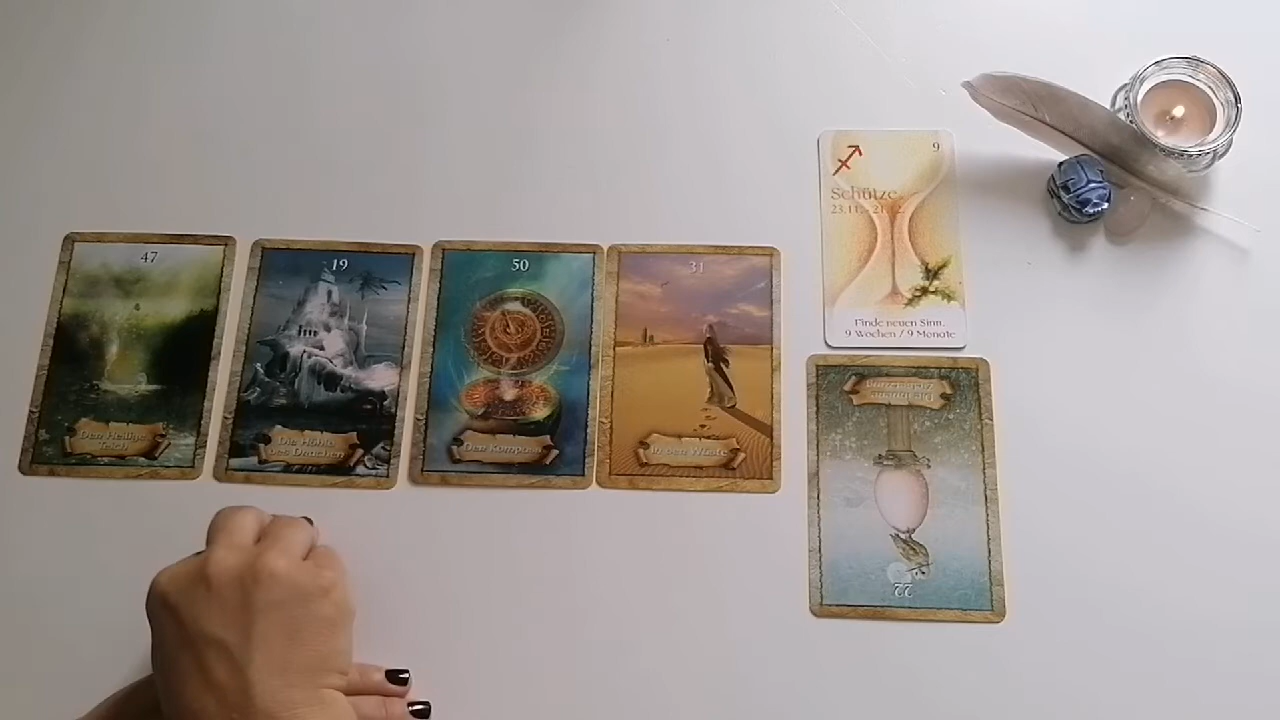 47
Der Heilige
Teich
19
Die Höhle
des Drachen
50
Der Kompass
31
In der Wüste
9
Schütze
23.11. - 21.12.
Finde neuen Sinn.
9 Wochen / 9 Monate
22